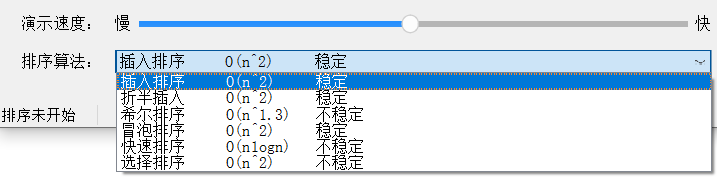 演示速度： 慢 快
排序算法： 插入排序 O(n^2) 稳定
插入排序 O(n^2) 稳定
折半插入 O(n^2) 稳定
希尔排序 O(n^1.3) 不稳定
冒泡排序 O(n^2) 稳定
快速排序 O(nlogn) 不稳定
选择排序 O(n^2) 不稳定
排序未开始